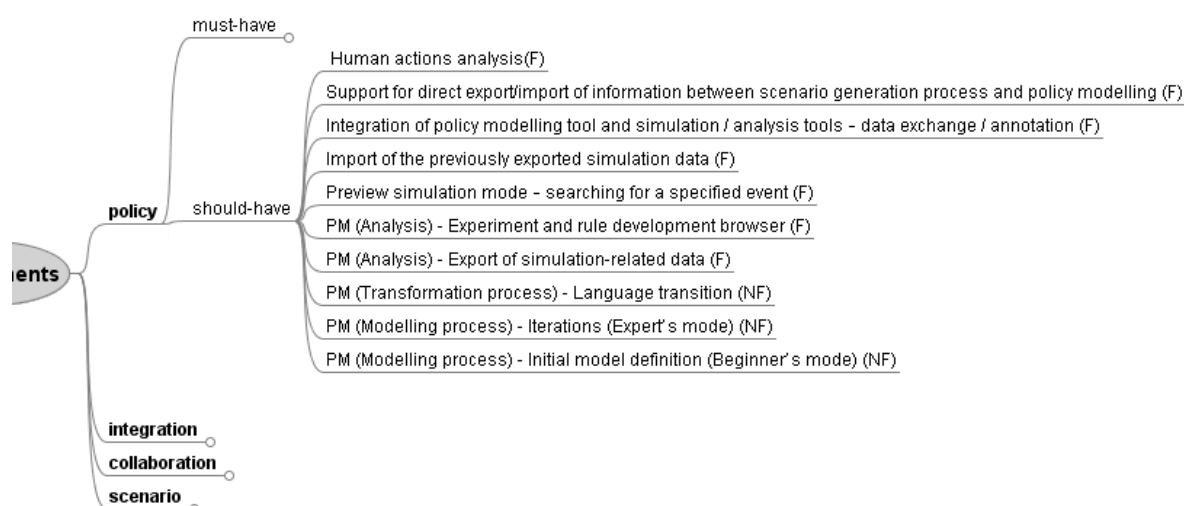 must-have
Human actions analysis(F)
Support for direct export/import of information between scenario generation process and policy modelling (F)
Integration of policy modelling tool and simulation / analysis tools - data exchange / annotation (F)
Import of the previously exported simulation data (F)
Preview simulation mode - searching for a specified event (F)
policy
should-have
PM (Analysis) - Experiment and rule development browser (F)
PM (Analysis) - Export of simulation-related data (F)
ents
PM (Transformation process) - Language transition (NF)
PM (Modelling process) - Iterations (Expert's mode) (NF)
PM (Modelling process) - Initial model definition (Beginner's mode) (NF)
integration
collaboration
scenario